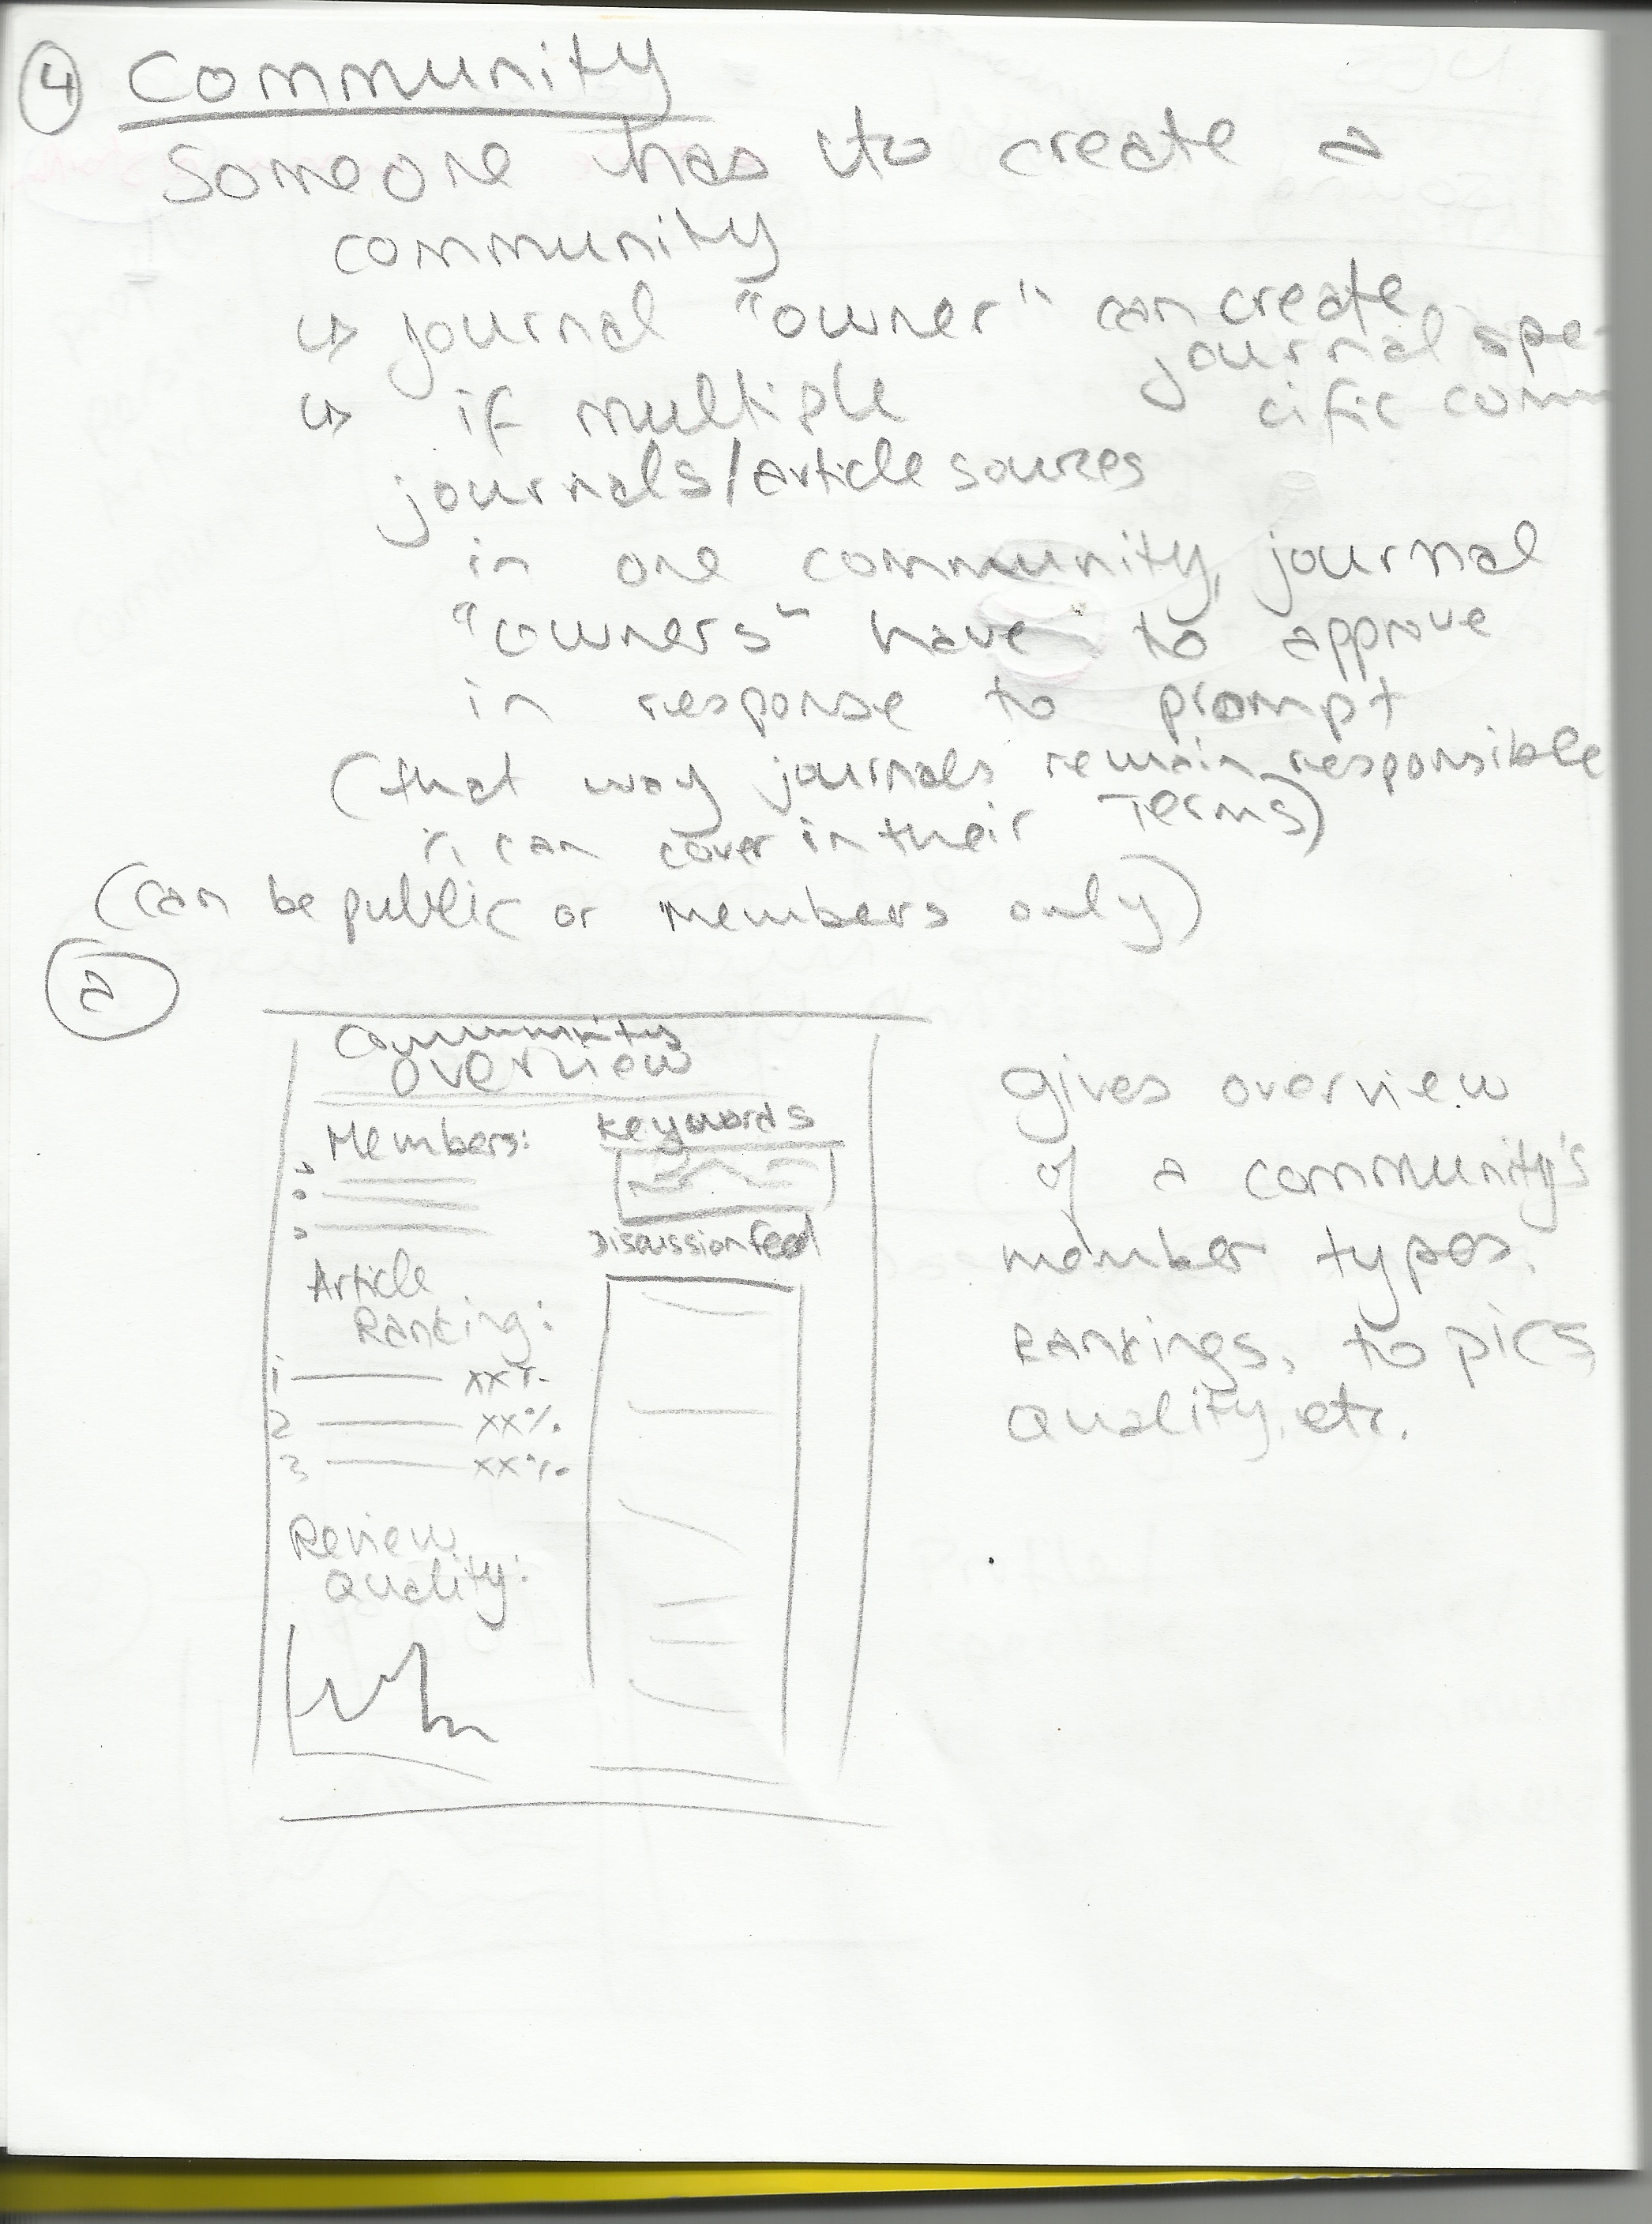 4 Community
Someone has to create a
community
↳ journal "owner" can create
journal spe-
cific comm
↳ if multiple
journals/article sources
in one community, journal
"owners" have to approve
in response to prompt
(that way journals remain responsible
can cover in their Terms)
(can be public or members only)
a
Community
overview
Members:
Article
Ranking:
1 xx%
2 xx%
3 xx%
Review
Quality:
keywords
Discussion feed
gives overview
of a community's
member types,
Rankings, topics,
Quality, etc.